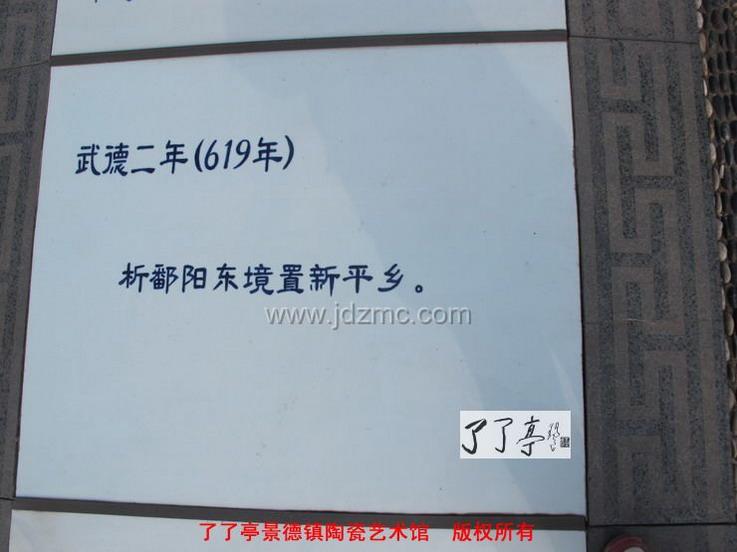 武德二年(619年)
析鄱阳东境置新平乡。
www.jdzmc.com
了了亭
了了亭景德镇陶瓷艺术馆 版权所有